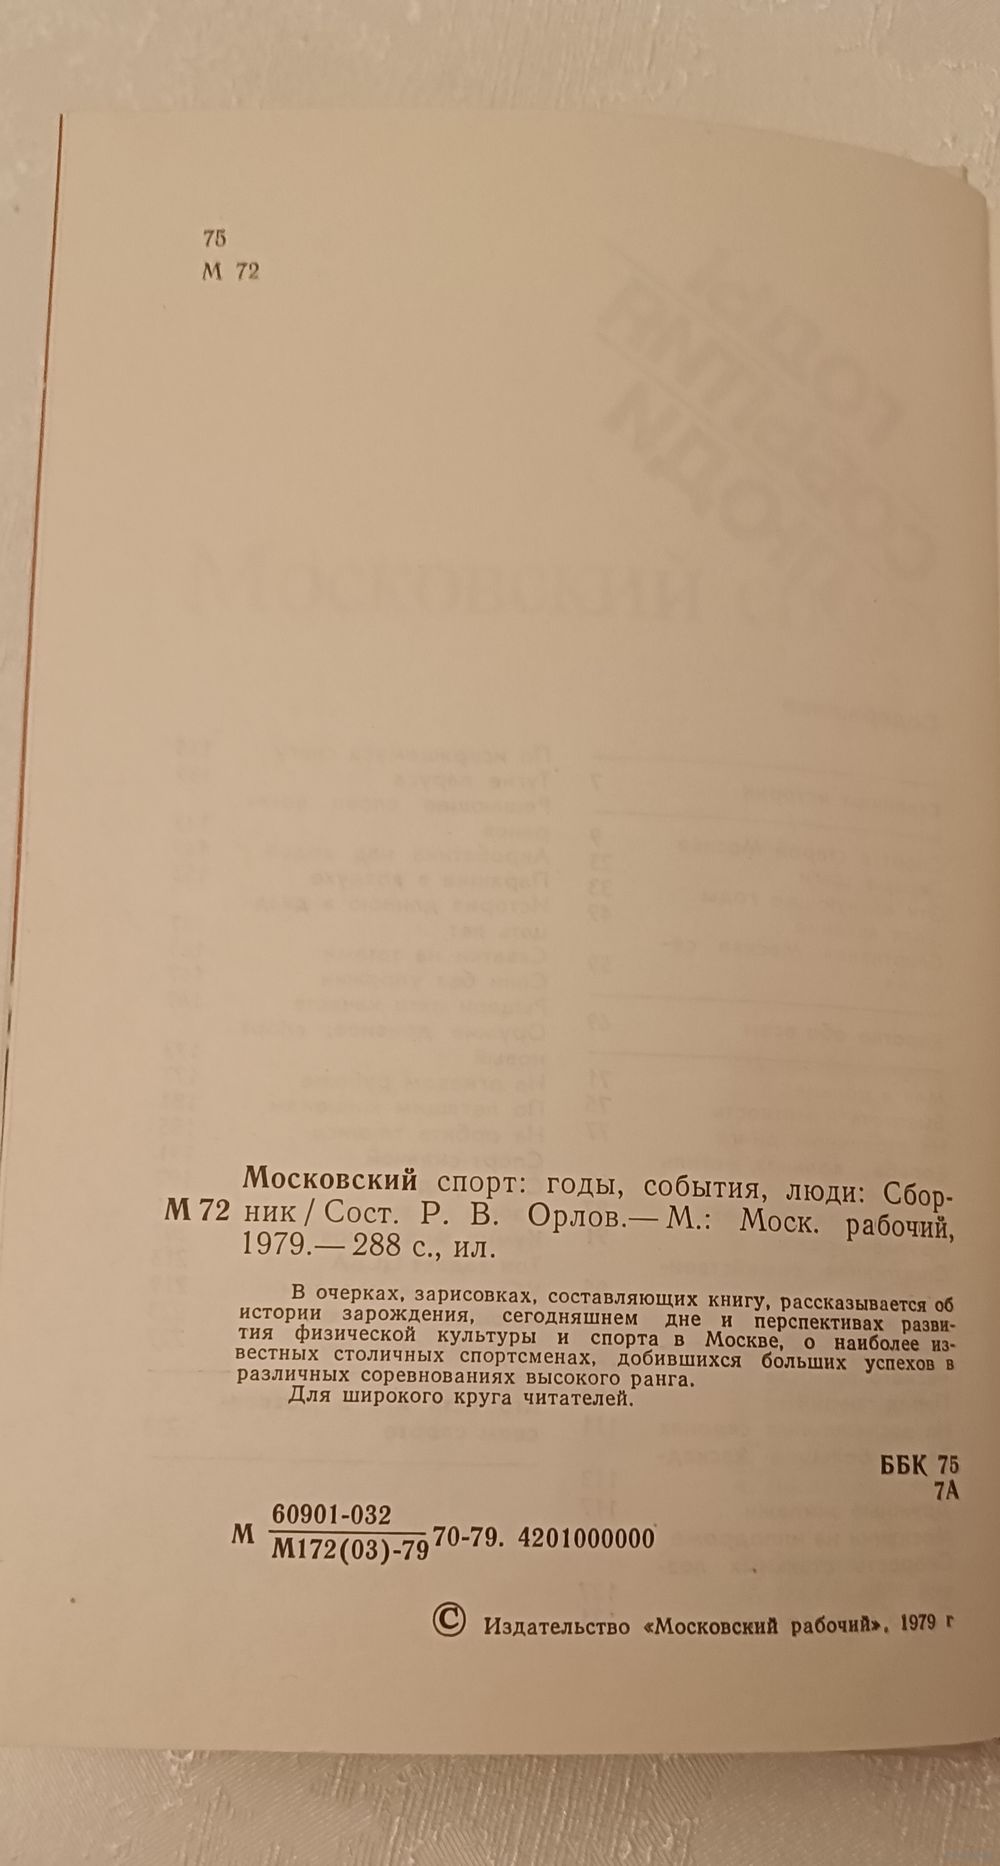 75
М 72
Московский спорт: годы, события, люди: Сбор-
М 72 ник / Сост. Р. В. Орлов.— М.: Моск. рабочий,
1979.— 288 с., ил.
В очерках, зарисовках, составляющих книгу, рассказывается об
истории зарождения, сегодняшнем дне и перспективах разви-
тия физической культуры и спорта в Москве, о наиболее из-
вестных столичных спортсменах, добившихся больших успехов в
различных соревнованиях высокого ранга.
Для широкого круга читателей.
ББК 75
7А
60901-032
М М172(03)-79 70-79. 4201000000
© Издательство «Московский рабочий», 1979 г